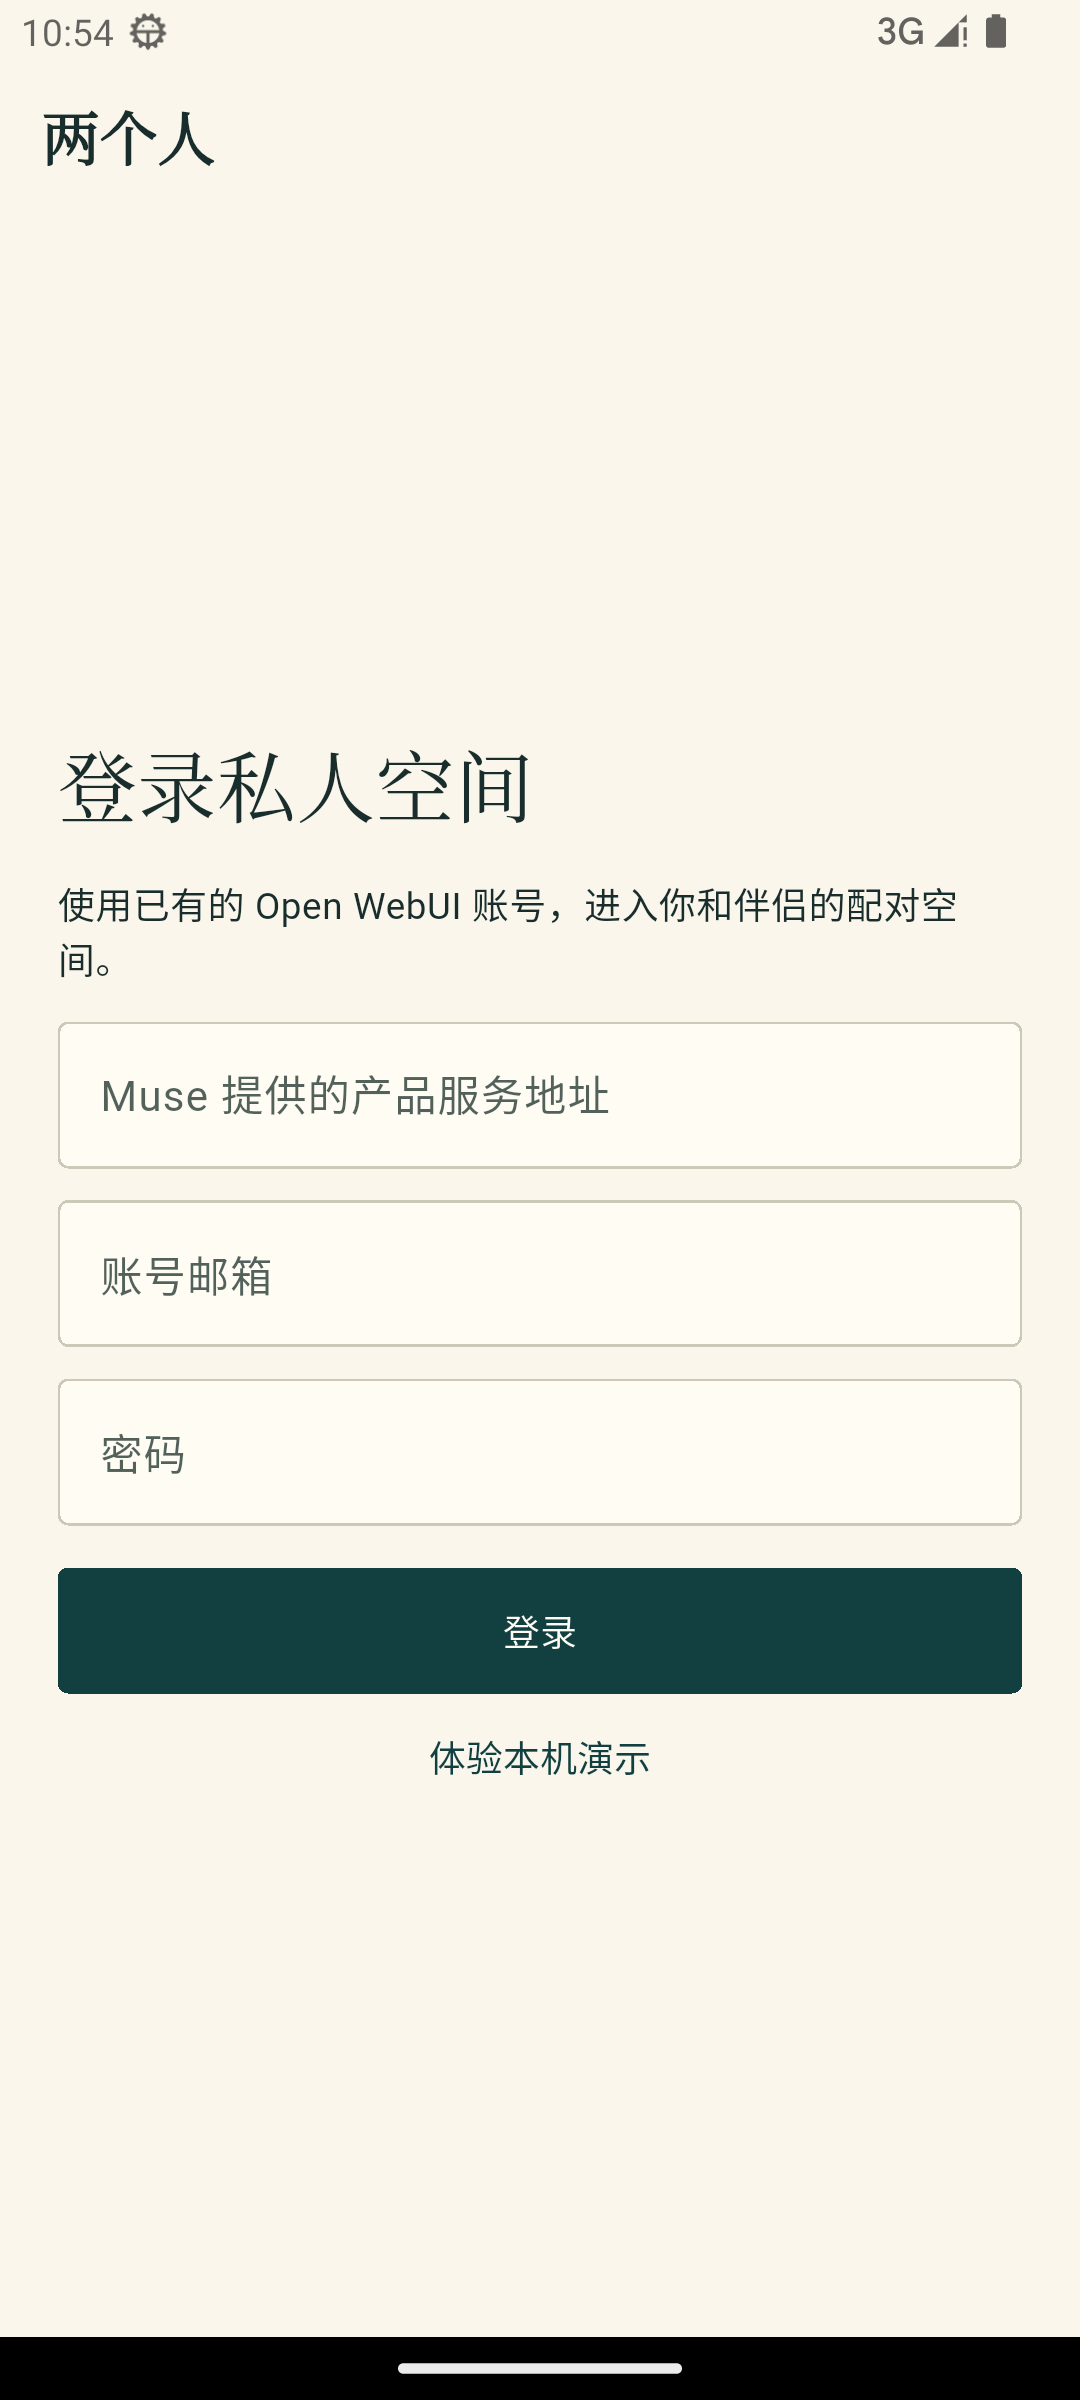 10:54
3G
两个人
登录私人空间
使用已有的 Open WebUI 账号，进入你和伴侣的配对空
间。
Muse 提供的产品服务地址
账号邮箱
密码
登录
体验本机演示